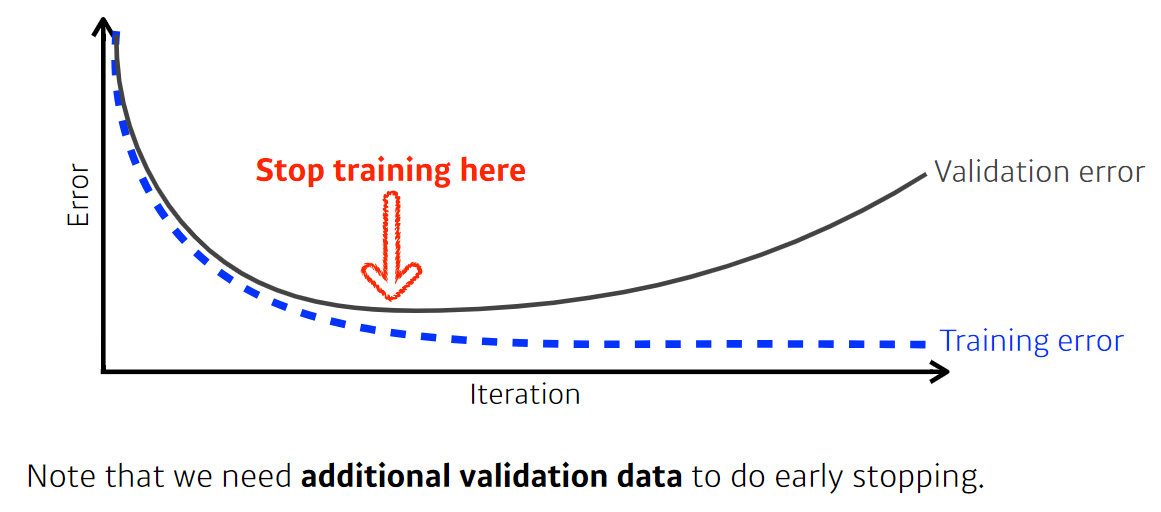 Stop training here
Validation error
Error
Training error
Iteration
Note that we need additional validation data to do early stopping.